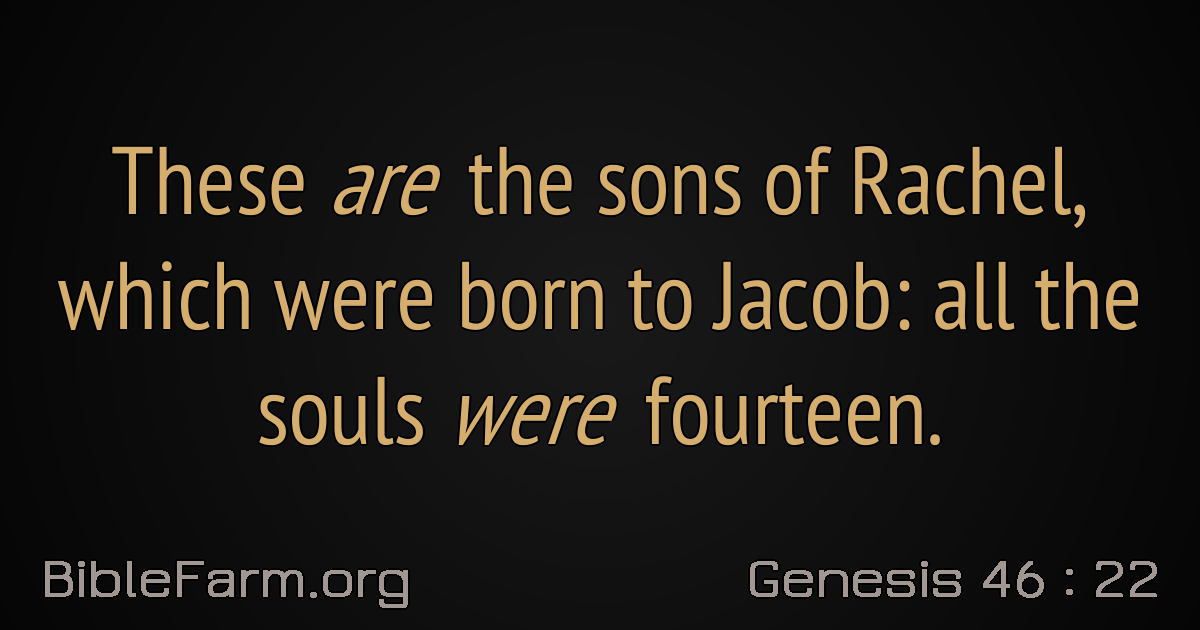 These are the sons of Rachel,
which were born to Jacob: all the
souls were fourteen.
BibleFarm.org
Genesis 46 : 22